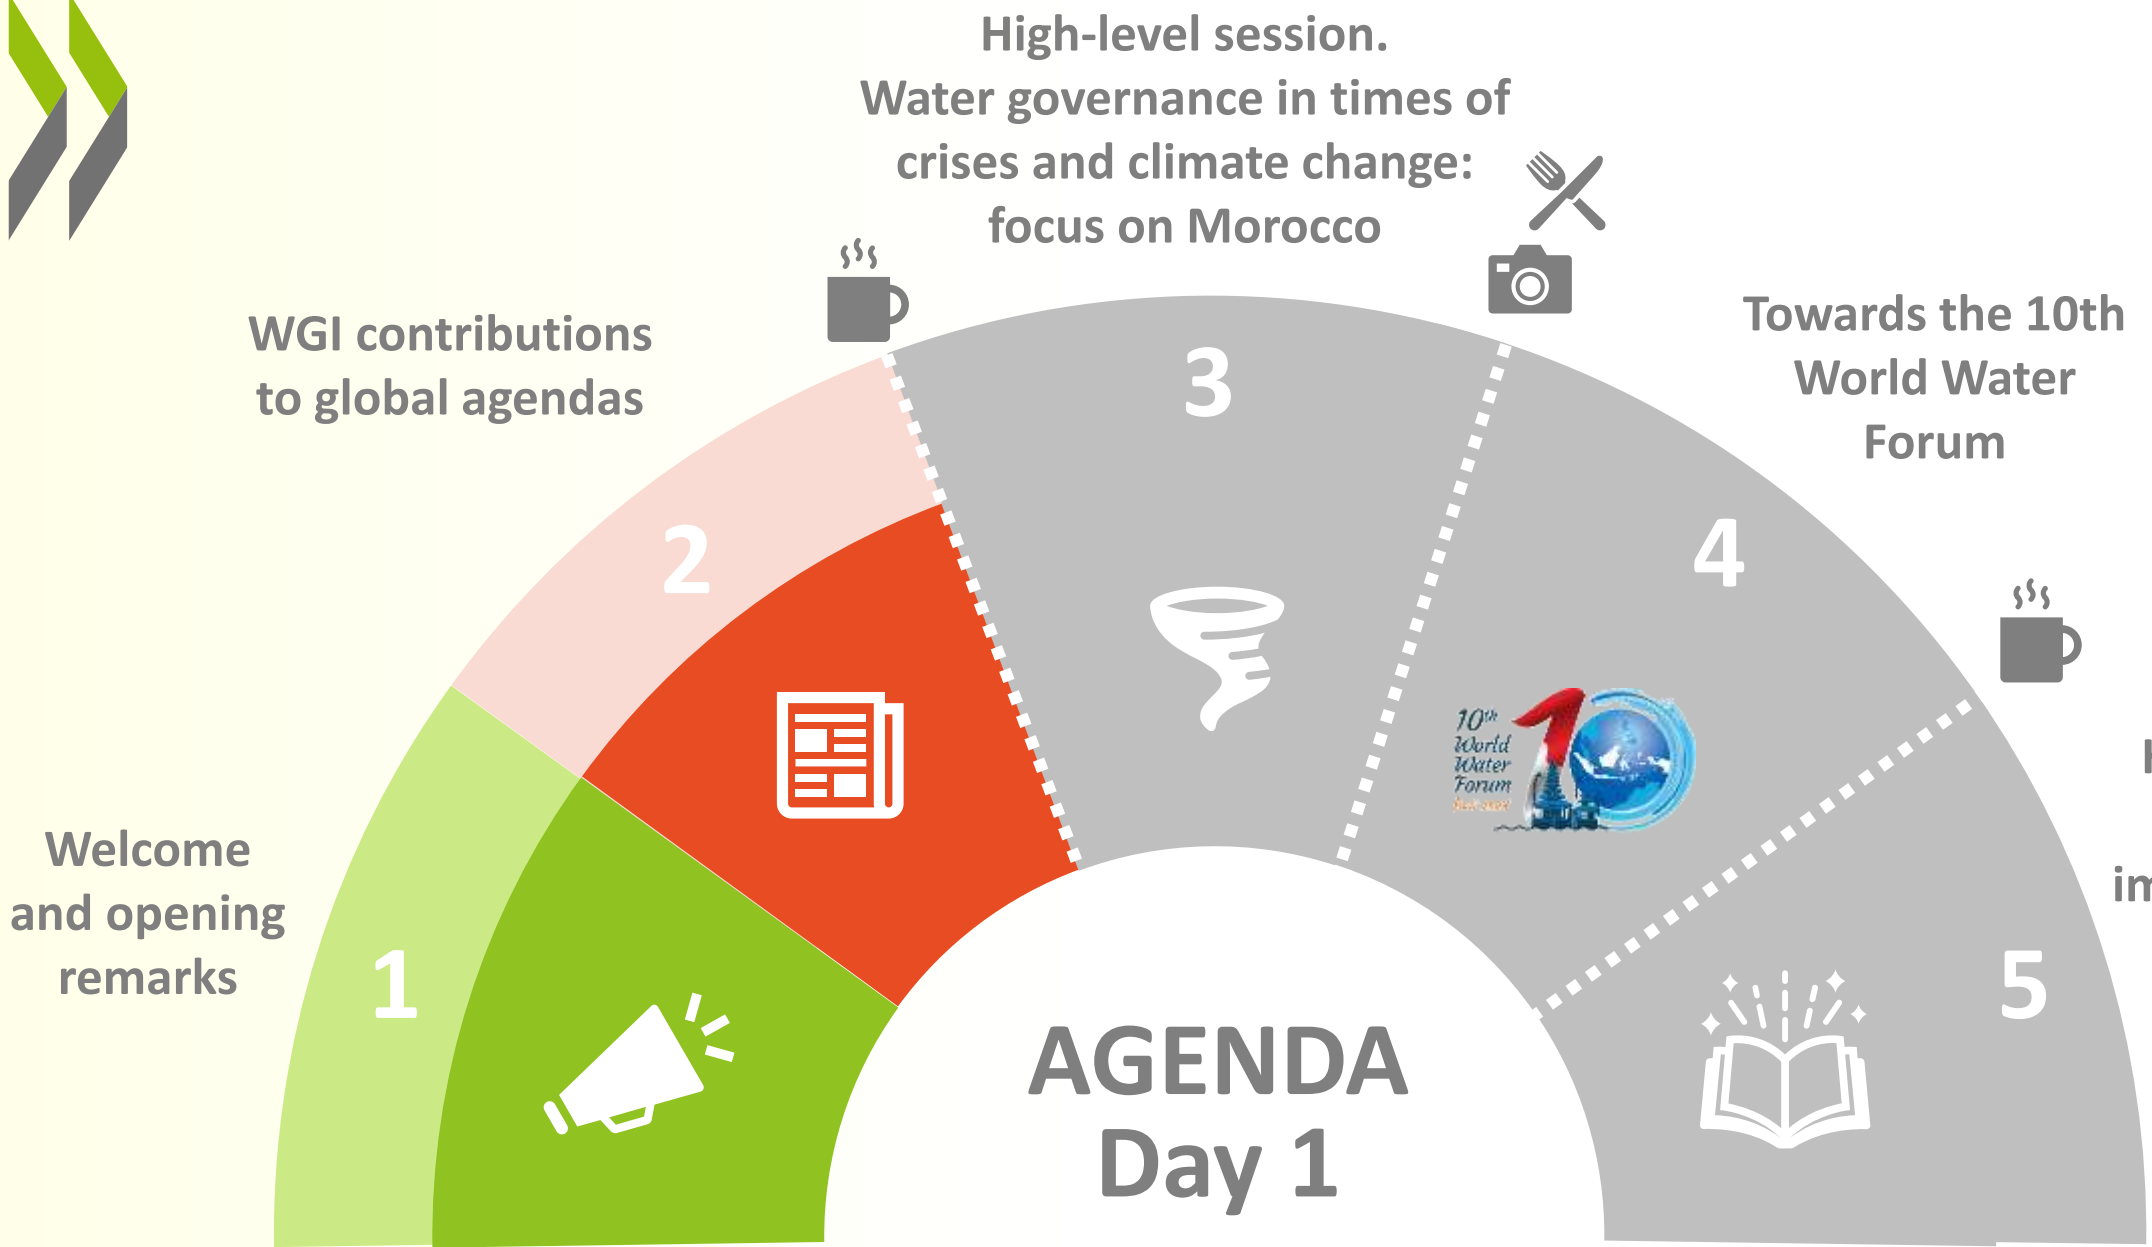 High-level session.
Water governance in times of
crises and climate change:
focus on Morocco
WGI contributions
to global agendas
Towards the 10th
World Water
Forum
3
2
4
10th
World
Water
Forum
Welcome
and opening
remarks
1
5
AGENDA
Day 1